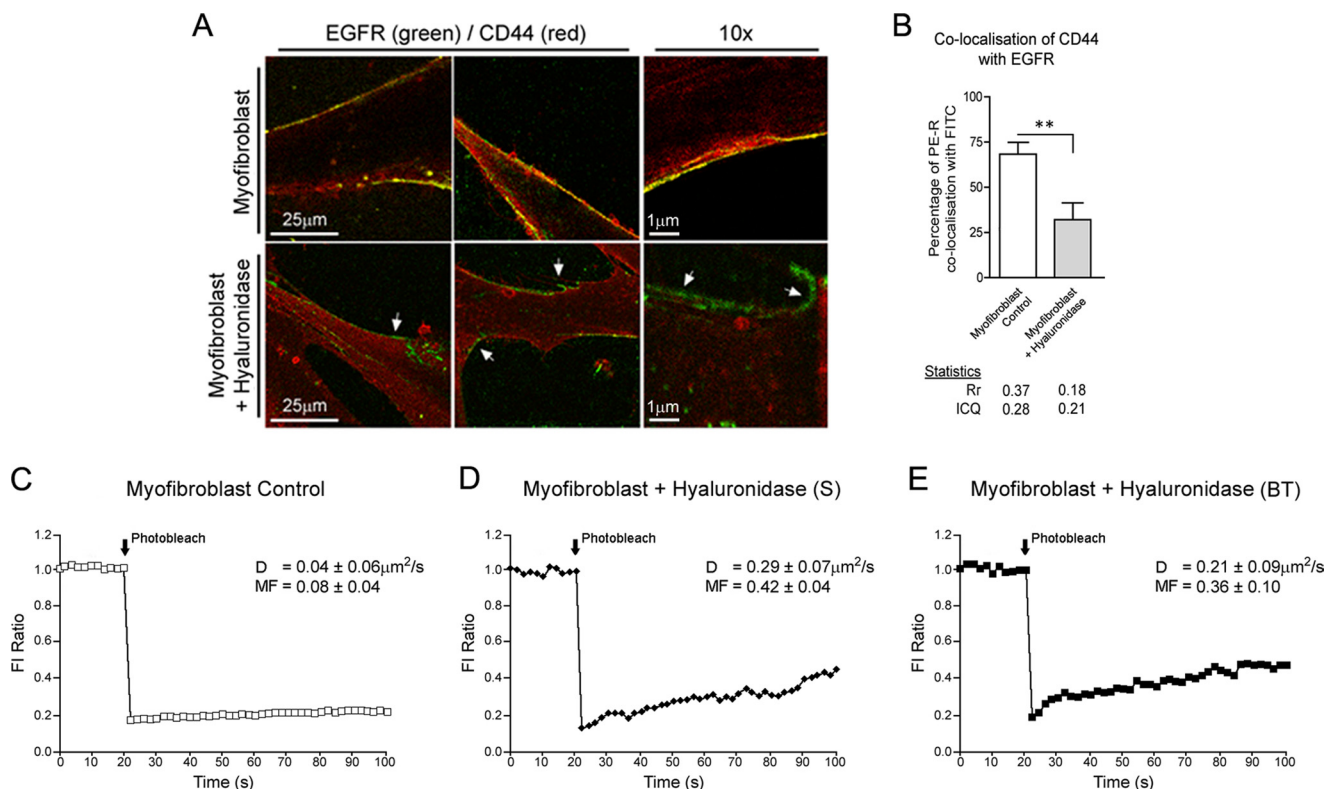 A
EGFR (green) / CD44 (red)
10x
Myofibroblast
25μm
1μm
Myofibroblast
+ Hyaluronidase
25μm
1μm
B
Co-localisation of CD44
with EGFR
Percentage of PE-R
co-localisation with FITC
75
50
25
0
**
Myofibroblast
Control
Myofibroblast
+ Hyaluronidase
Statistics
Rr 0.37 0.18
ICQ 0.28 0.21
C
Myofibroblast Control
Photobleach
D = 0.04 ± 0.06μm²/s
MF = 0.08 ± 0.04
FI Ratio
1.2
1.0
0.8
0.6
0.4
0.2
0.0
0 10 20 30 40 50 60 70 80 90 100
Time (s)
D
Myofibroblast + Hyaluronidase (S)
Photobleach
D = 0.29 ± 0.07μm²/s
MF = 0.42 ± 0.04
FI Ratio
1.2
1.0
0.8
0.6
0.4
0.2
0.0
0 10 20 30 40 50 60 70 80 90 100
Time (s)
E
Myofibroblast + Hyaluronidase (BT)
Photobleach
D = 0.21 ± 0.09μm²/s
MF = 0.36 ± 0.10
FI Ratio
1.2
1.0
0.8
0.6
0.4
0.2
0.0
0 10 20 30 40 50 60 70 80 90 100
Time (s)